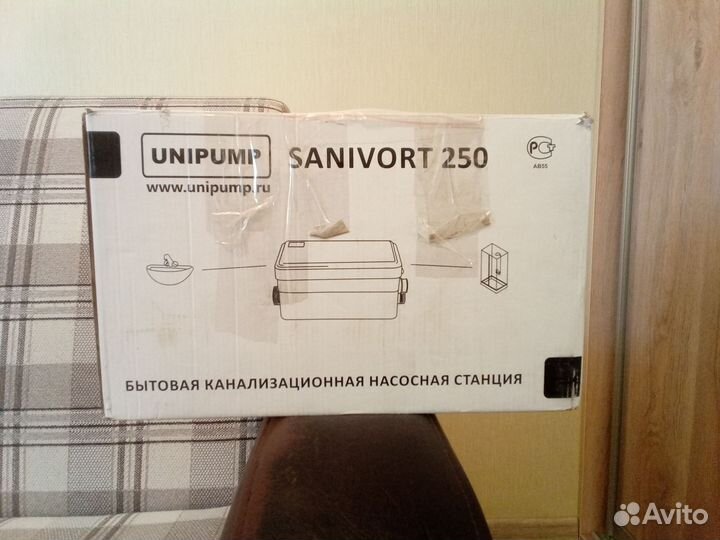 UNIPUMP SANIVORT 250
www.unipump.ru
АВ55
БЫТОВАЯ КАНАЛИЗАЦИОННАЯ НАСОСНАЯ СТАНЦИЯ
Avito